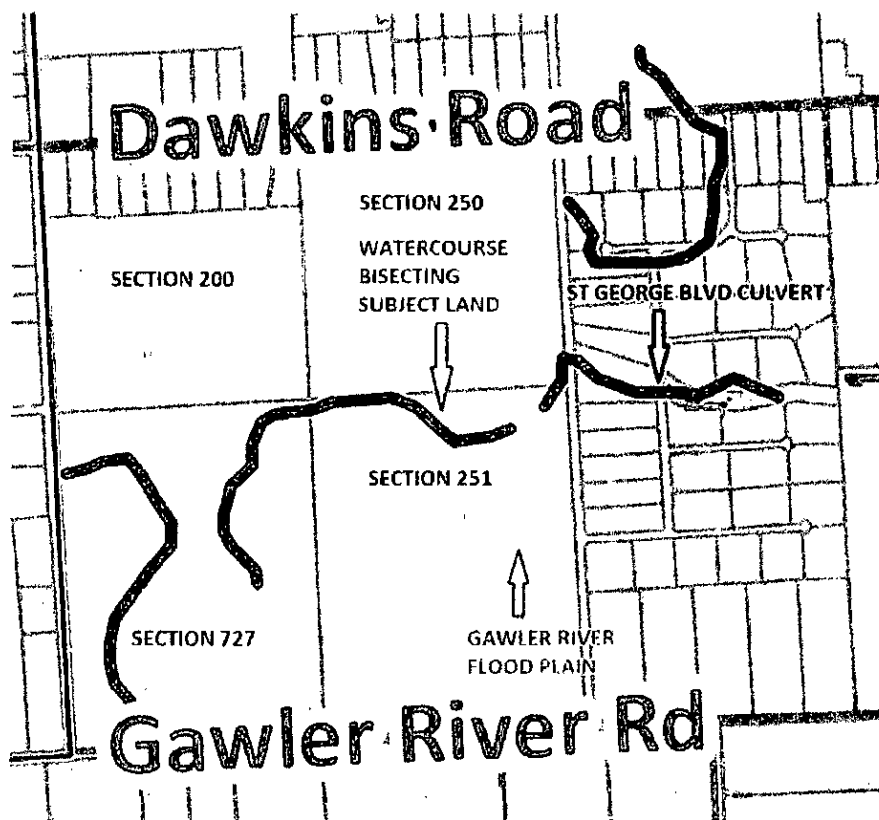 Dawkins Road
SECTION 250
WATERCOURSE
BISECTING
SUBJECT LAND
SECTION 200
ST GEORGE BLVD CULVERT
SECTION 251
SECTION 727
GAWLER RIVER
FLOOD PLAIN
Gawler River Rd